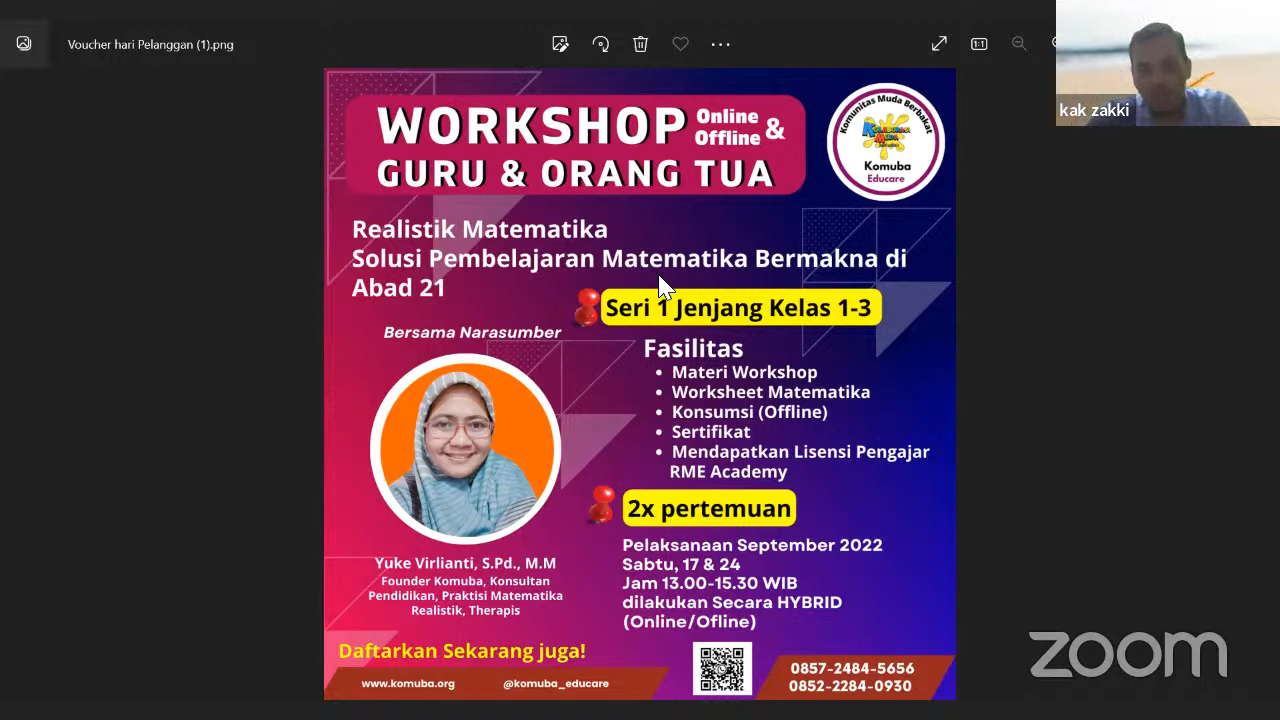 Voucher hari Pelanggan (1).png
1:1
kak zakki
WORKSHOP Online & Offline
GURU & ORANG TUA
Komunitas Muda Berbakat
Komuba
Educare
Realistik Matematika
Solusi Pembelajaran Matematika Bermakna di
Abad 21
Seri 1 Jenjang Kelas 1-3
Bersama Narasumber
Fasilitas
• Materi Workshop
• Worksheet Matematika
• Konsumsi (Offline)
• Sertifikat
• Mendapatkan Lisensi Pengajar
RME Academy
2x pertemuan
Pelaksanaan September 2022
Sabtu, 17 & 24
Jam 13.00-15.30 WIB
dilakukan Secara HYBRID
(Online/Ofline)
Yuke Virlianti, S.Pd., M.M
Founder Komuba, Konsultan
Pendidikan, Praktisi Matematika
Realistik, Therapis
Daftarkan Sekarang juga!
www.komuba.org
@komuba_educare
0857-2484-5656
0852-2284-0930
zoom